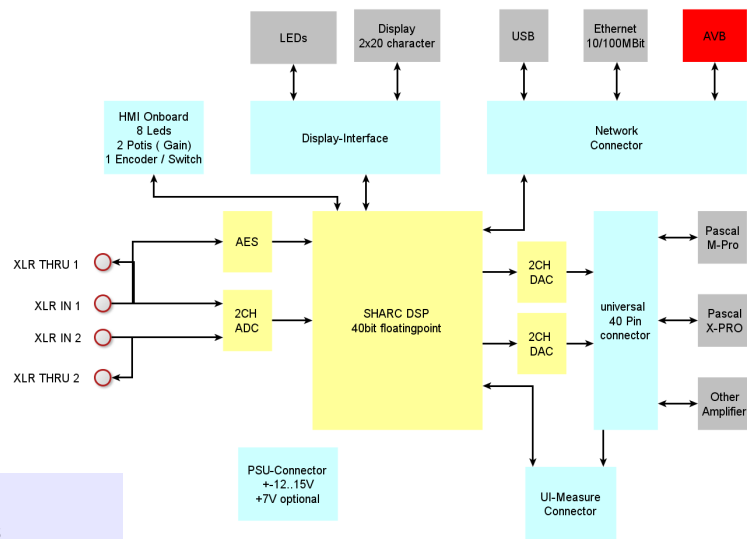 LEDs
Display
2x20 character
USB
Ethernet
10/100MBit
AVB
HMI Onboard
8 Leds
2 Potis ( Gain)
1 Encoder / Switch
Display-Interface
Network
Connector
AES
XLR THRU 1
XLR IN 1
XLR IN 2
XLR THRU 2
2CH
ADC
SHARC DSP
40bit floatingpoint
2CH
DAC
2CH
DAC
universal
40 Pin
connector
Pascal
M-Pro
Pascal
X-PRO
Other
Amplifier
PSU-Connector
+-12..15V
+7V optional
UI-Measure
Connector